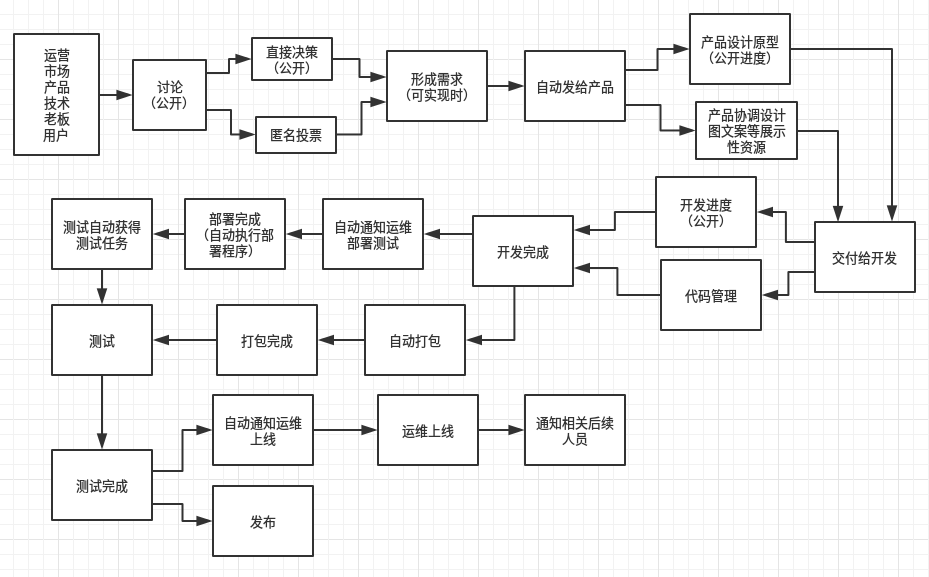 运营
市场
产品
技术
老板
用户
讨论
（公开）
直接决策
（公开）
匿名投票
形成需求
（可实现时）
自动发给产品
产品设计原型
（公开进度）
产品协调设计
图文案等展示
性资源
交付给开发
开发进度
（公开）
代码管理
开发完成
自动通知运维
部署测试
部署完成
（自动执行部
署程序）
测试自动获得
测试任务
自动打包
打包完成
测试
测试完成
自动通知运维
上线
运维上线
通知相关后续
人员
发布